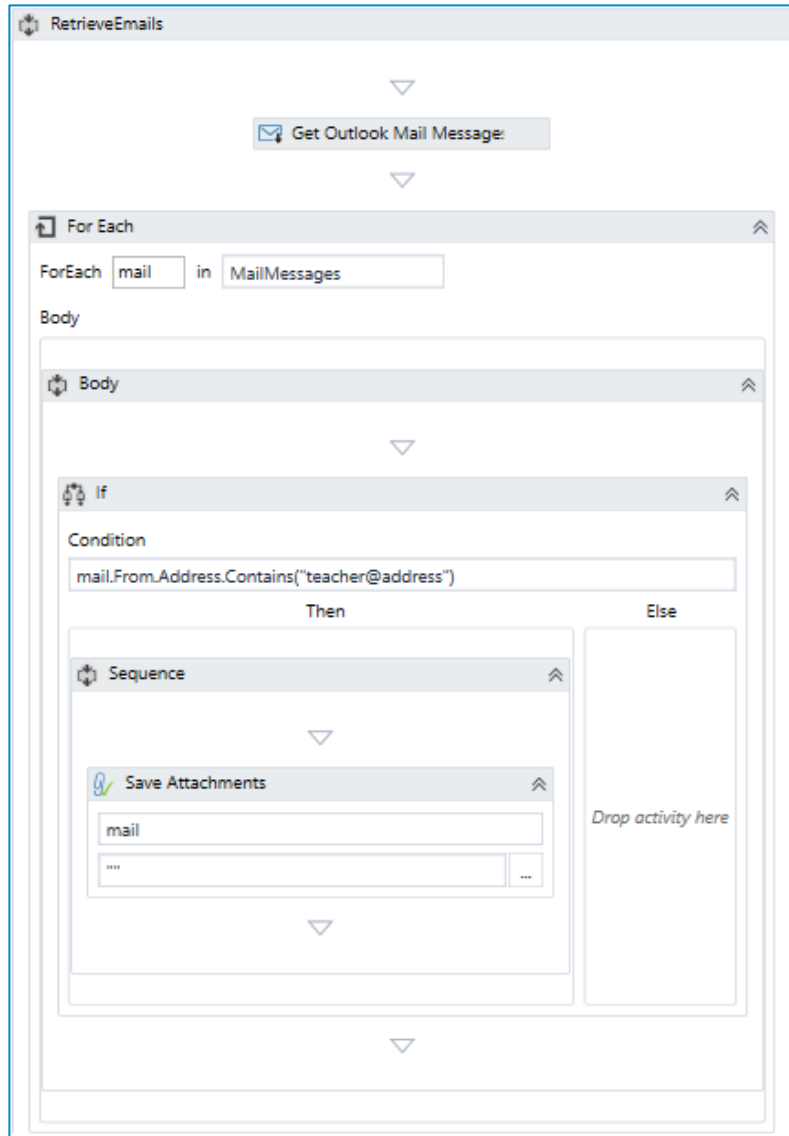 RetrieveEmails
Get Outlook Mail Message
For Each
ForEach mail in MailMessages
Body
Body
If
Condition
mail.From.Address.Contains("teacher@address")
Then Else
Sequence
Save Attachments
mail
Drop activity here
"" ...